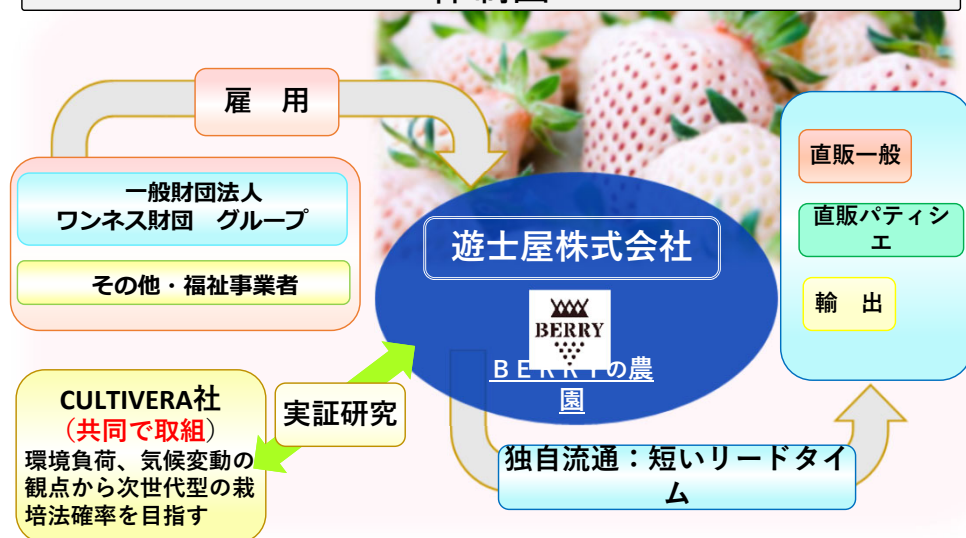 雇 用
一般財団法人
ワンネス財団 グループ
その他・福祉事業者
CULTIVERA社
（共同で取組）
環境負荷、気候変動の
観点から次世代型の栽
培法確率を目指す
実証研究
遊士屋株式会社
BERRY
ＢＥＲＲＹの農
園
独自流通：短いリードタイ
ム
直販一般
直販パティシ
エ
輸 出